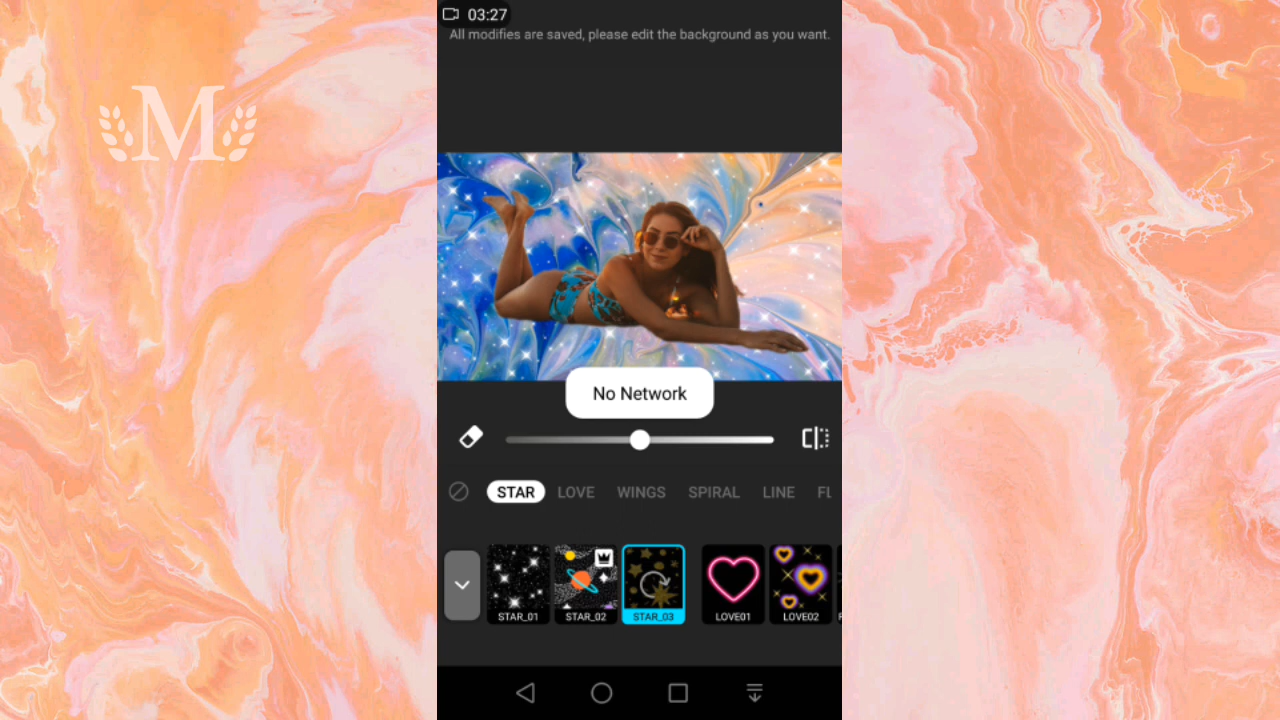 03:27
All modifies are saved, please edit the background as you want.
M
No Network
STAR LOVE WINGS SPIRAL LINE FL
STAR_01 STAR_02 STAR_03 LOVE01 LOVE02